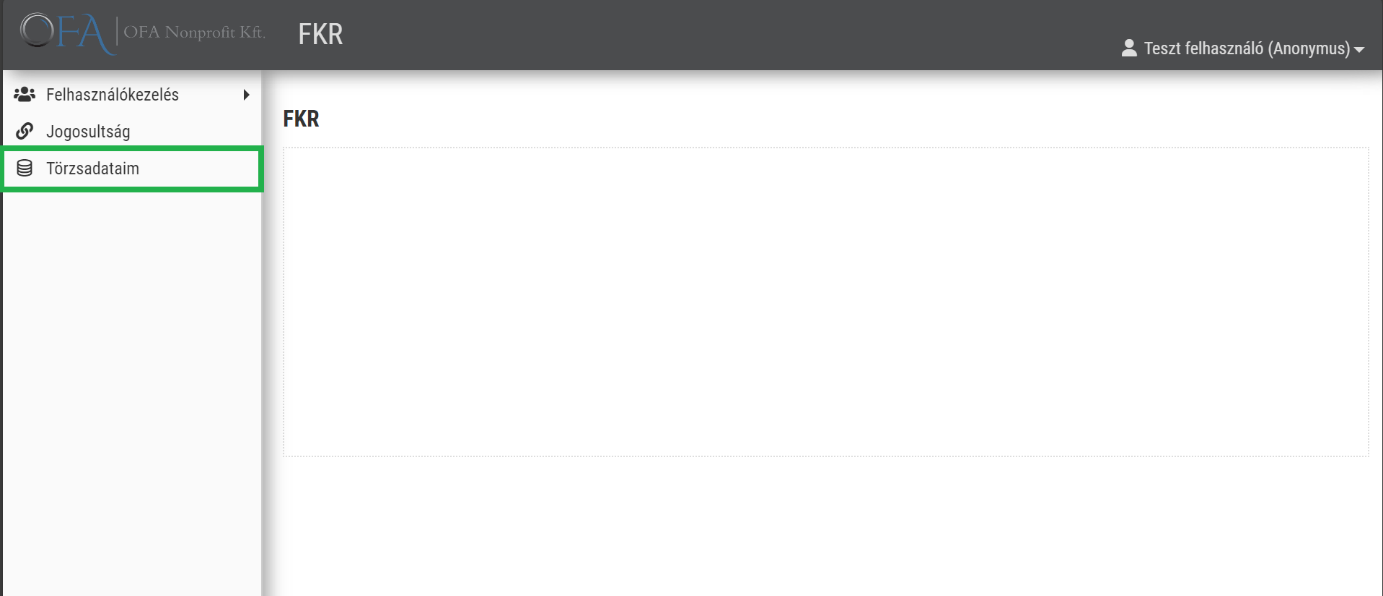 OFA | OFA Nonprofit Kft.
FKR
Teszt felhasználó (Anonymus)
Felhasználókezelés
Jogosultság
Törzsadataim
FKR